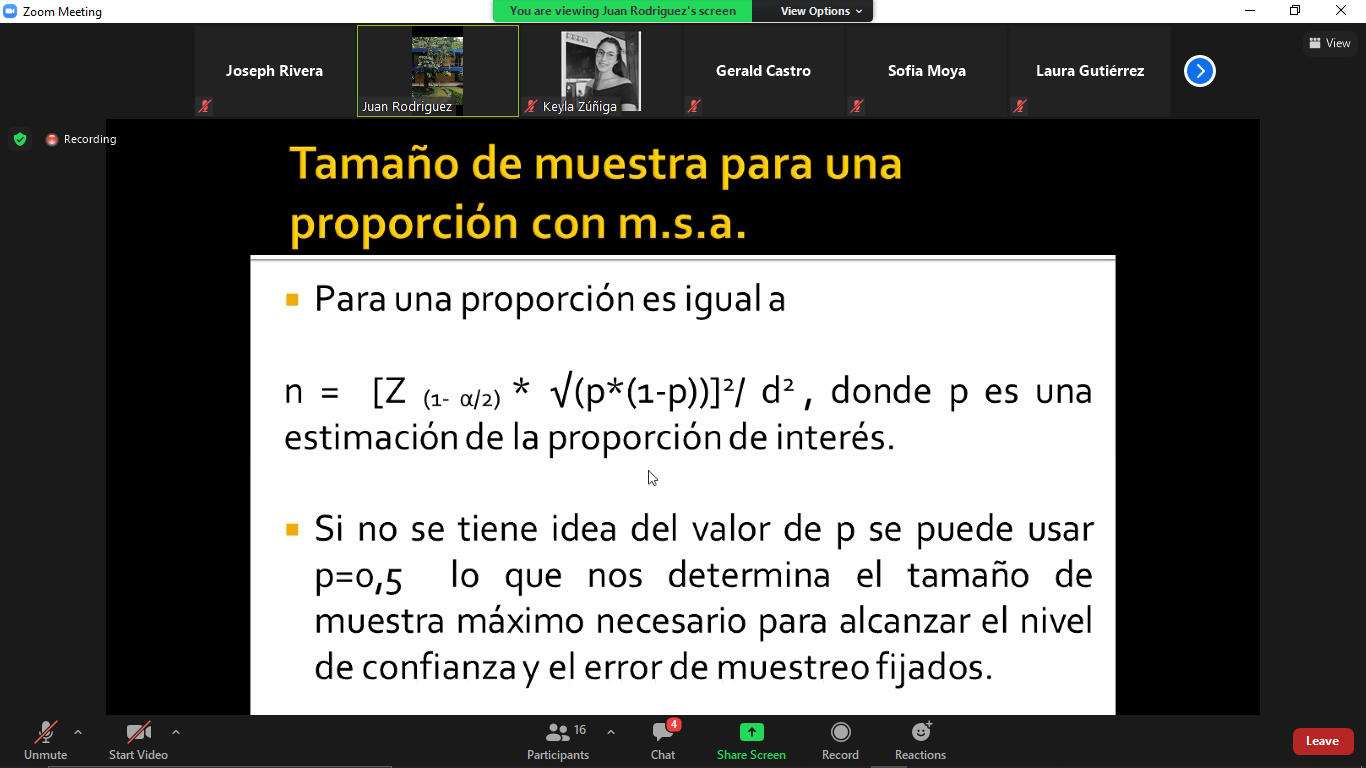 Zoom Meeting
You are viewing Juan Rodriguez's screen
View Options
View
Joseph Rivera
Juan Rodriguez
Keyla Zúñiga
Gerald Castro
Sofia Moya
Laura Gutiérrez
Recording
Tamaño de muestra para una
proporción con m.s.a.
Para una proporción es igual a
n = [Z (1- α/2) * √(p*(1-p))]²/ d² , donde p es una
estimación de la proporción de interés.
Si no se tiene idea del valor de p se puede usar
p=0,5 lo que nos determina el tamaño de
muestra máximo necesario para alcanzar el nivel
de confianza y el error de muestreo fijados.
Unmute
Start Video
16
Participants
4
Chat
Share Screen
Record
Reactions
Leave